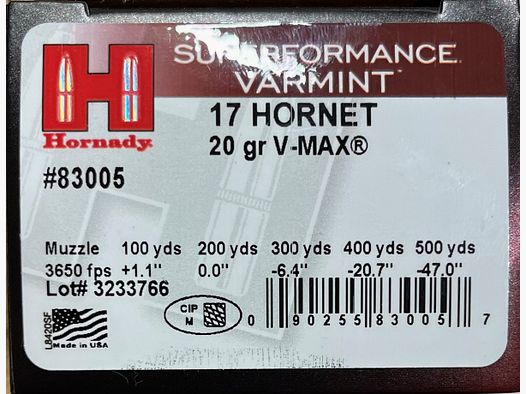 SUPERFORMANCE
VARMINT™
Hornady
17 HORNET
20 gr V-MAX®
#83005
Muzzle 100 yds 200 yds 300 yds 400 yds 500 yds
3650 fps +1.1" 0.0" -6.4" -20.7" -47.0"
Lot# 3233766
L8420SF
Made in USA
CIP
M
0 90255 83005 7